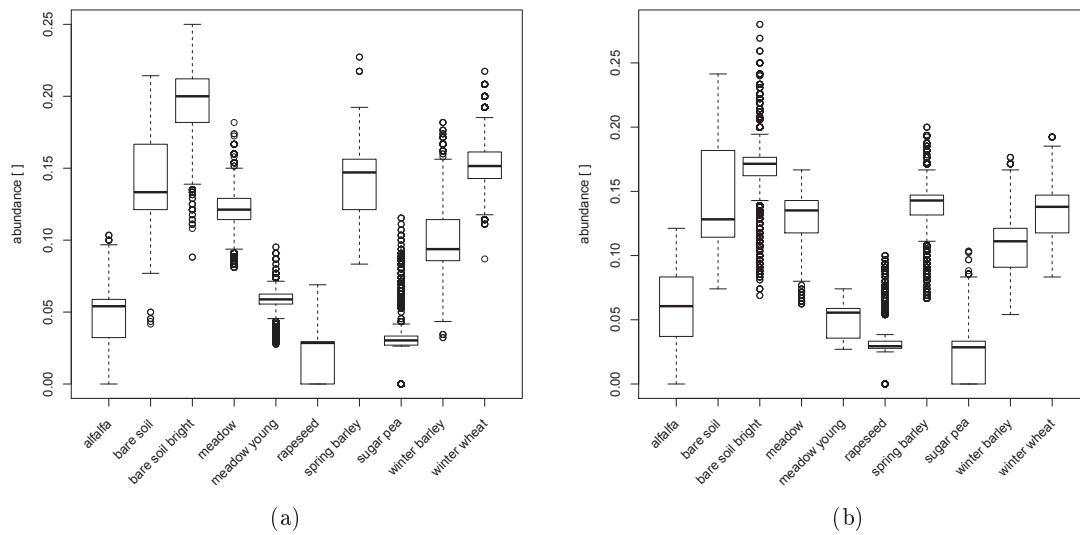 abundance [ ]
0.00
0.05
0.10
0.15
0.20
0.25
alfalfa
bare soil
bare soil bright
meadow
meadow young
rapeseed
spring barley
sugar pea
winter barley
winter wheat
(a)
abundance [ ]
0.00
0.05
0.10
0.15
0.20
0.25
alfalfa
bare soil
bare soil bright
meadow
meadow young
rapeseed
spring barley
sugar pea
winter barley
winter wheat
(b)